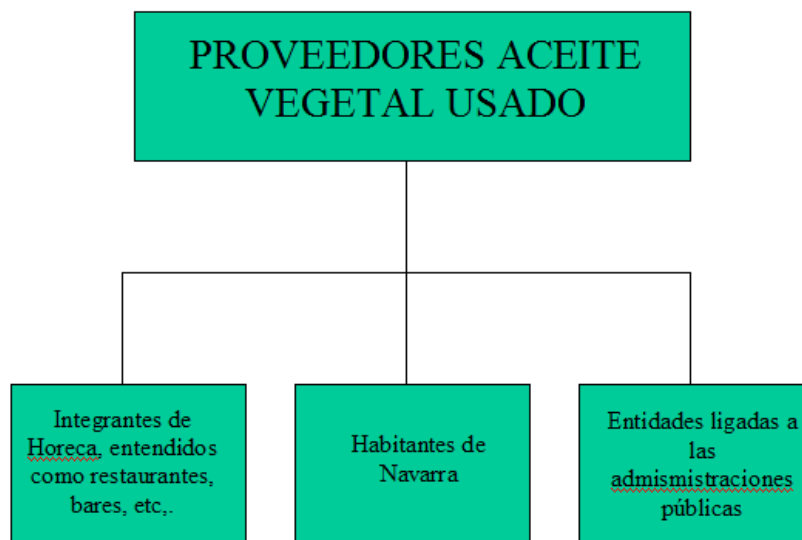 PROVEEDORES ACEITE
VEGETAL USADO
Integrantes de
Horeca, entendidos
como restaurantes,
bares, etc,.
Habitantes de
Navarra
Entidades ligadas a
las
admismistraciones
públicas